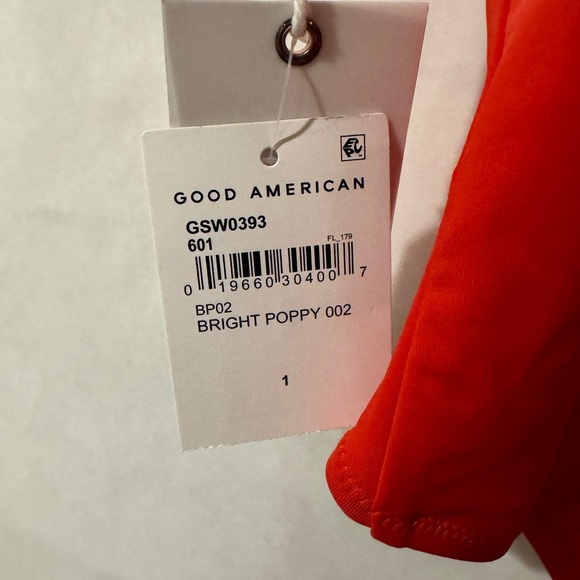 GOOD AMERICAN
GSW0393
601
FL_179
0 19660 30400 7
BP02
BRIGHT POPPY 002
1